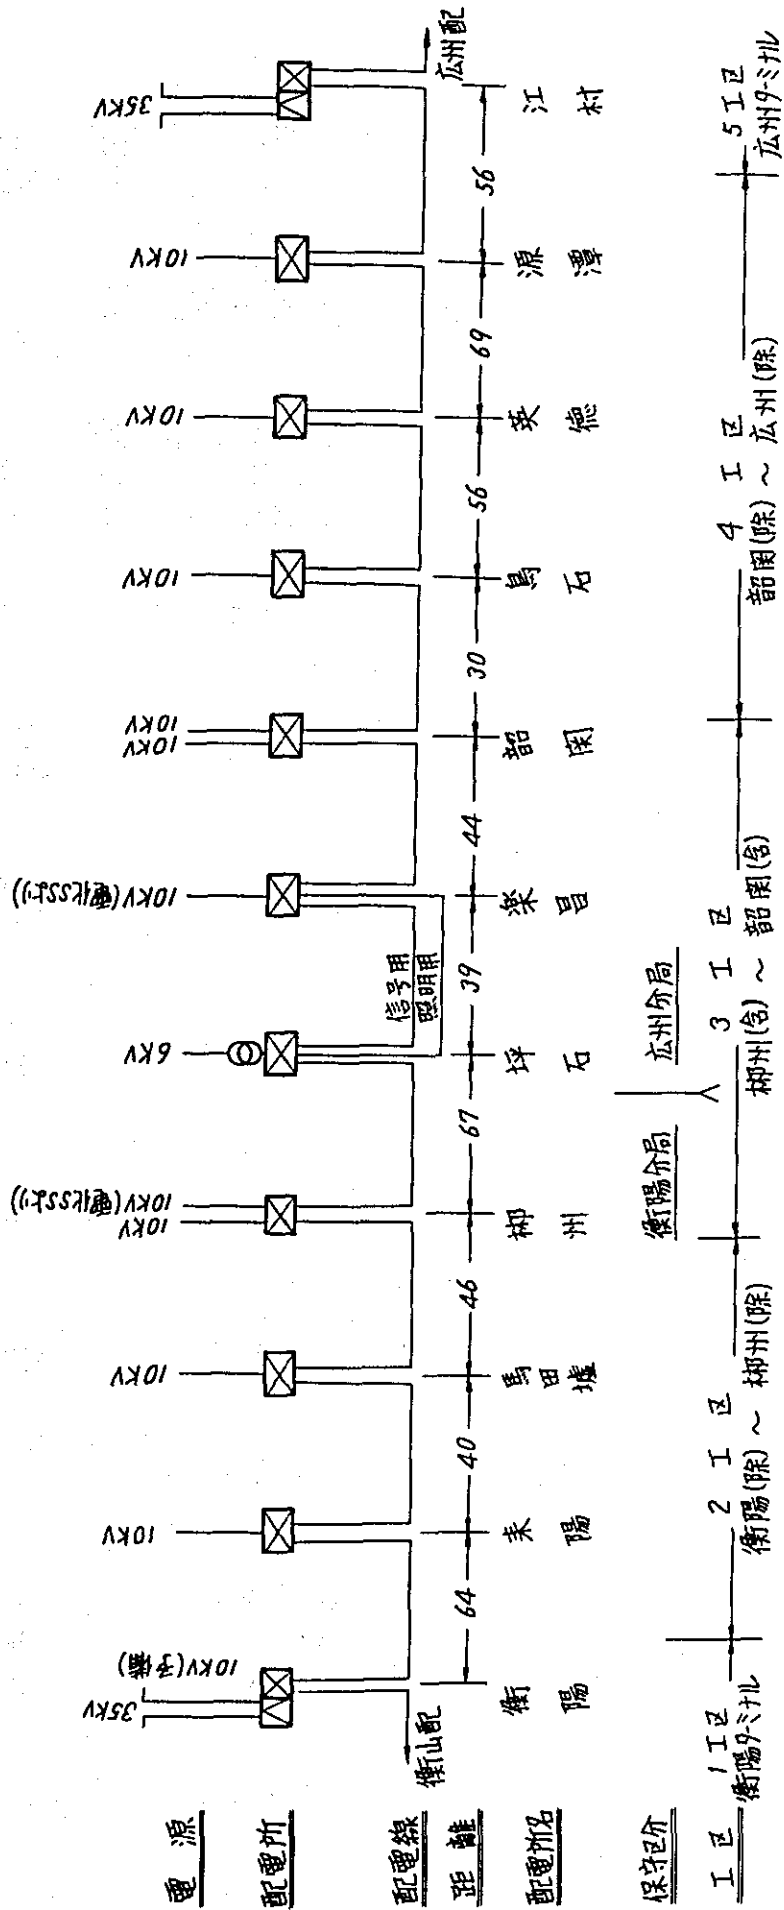 電源
35KV
10KV(予備)
10KV
10KV
10KV
10KV(電化SSより)
6KV
10KV(電化SSより)
10KV
10KV
10KV
10KV
10KV
35KV
配電所
配電線
衡山配
信号用
照明用
広州配
距離
64
40
46
67
39
44
30
56
69
56
配電所名
衡陽
耒陽
馬田墟
郴州
坪石
楽昌
韶関
烏石
英徳
源潭
江村
保守区分
衡陽分局
広州分局
工区
1工区
衡陽ターミナル
2工区
衡陽(除)～郴州(除)
3工区
郴州(含)～韶関(含)
4工区
韶関(除)～広州(除)
5工区
広州ターミナル